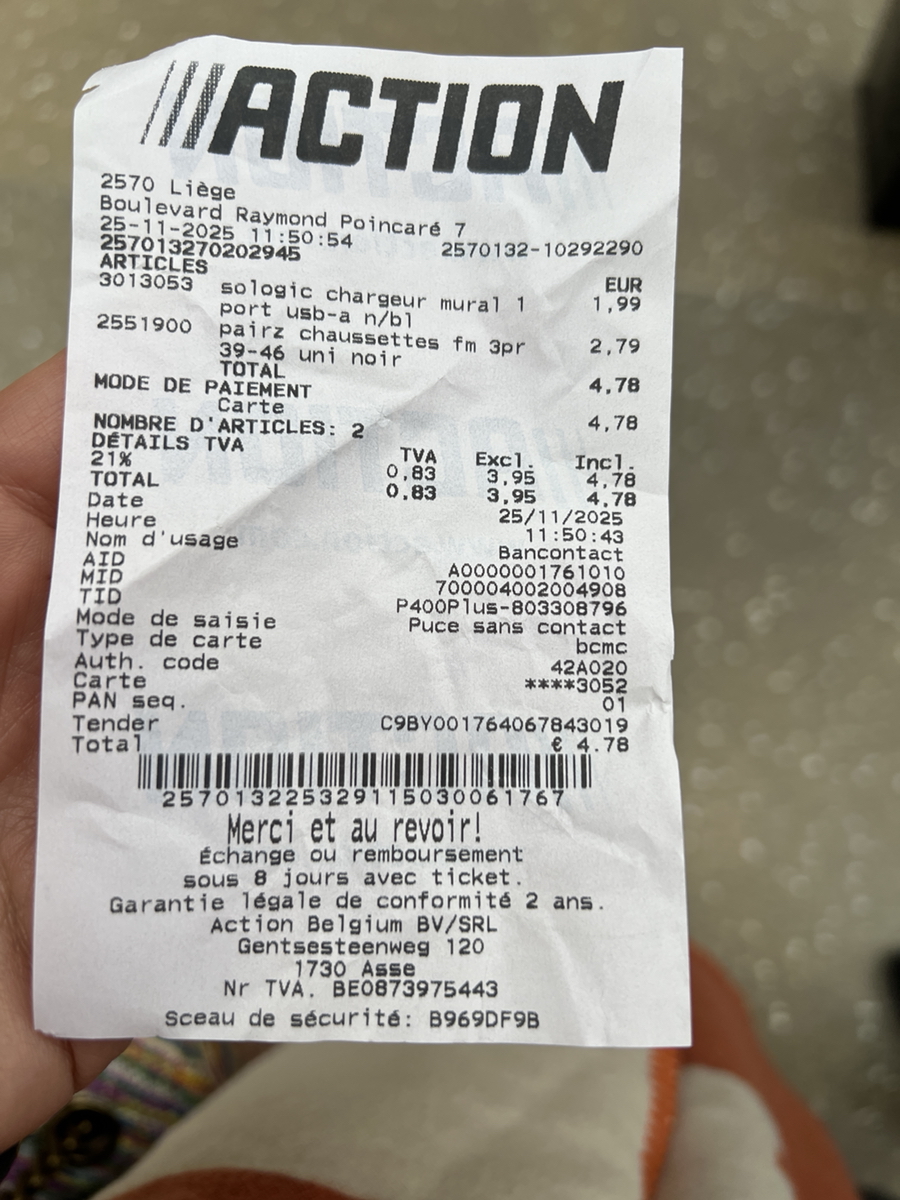 ACTION
2570 Liège
Boulevard Raymond Poincaré 7
25-11-2025 11:50:54 2570132-10292290
257013270202945
ARTICLES EUR
3013053 sologic chargeur mural 1 1,99
port usb-a n/bl
2551900 pairz chaussettes fm 3pr 2,79
39-46 uni noir
TOTAL 4,78
MODE DE PAIEMENT
Carte 4,78
NOMBRE D'ARTICLES: 2
DÉTAILS TVA TVA Excl. Incl.
21% 0,83 3,95 4,78
TOTAL 0,83 3,95 4,78
Date 25/11/2025
Heure 11:50:43
Nom d'usage Bancontact
AID A0000001761010
MID 700004002004908
TID P400Plus-803308796
Mode de saisie Puce sans contact
Type de carte bcmc
Auth. code 42A020
Carte ****3052
PAN seq. 01
Tender C9BY001764067843019
Total € 4.78
257013225329115030061767
Merci et au revoir!
Échange ou remboursement
sous 8 jours avec ticket.
Garantie légale de conformité 2 ans.
Action Belgium BV/SRL
Gentsesteenweg 120
1730 Asse
Nr TVA. BE0873975443
Sceau de sécurité: B969DF9B